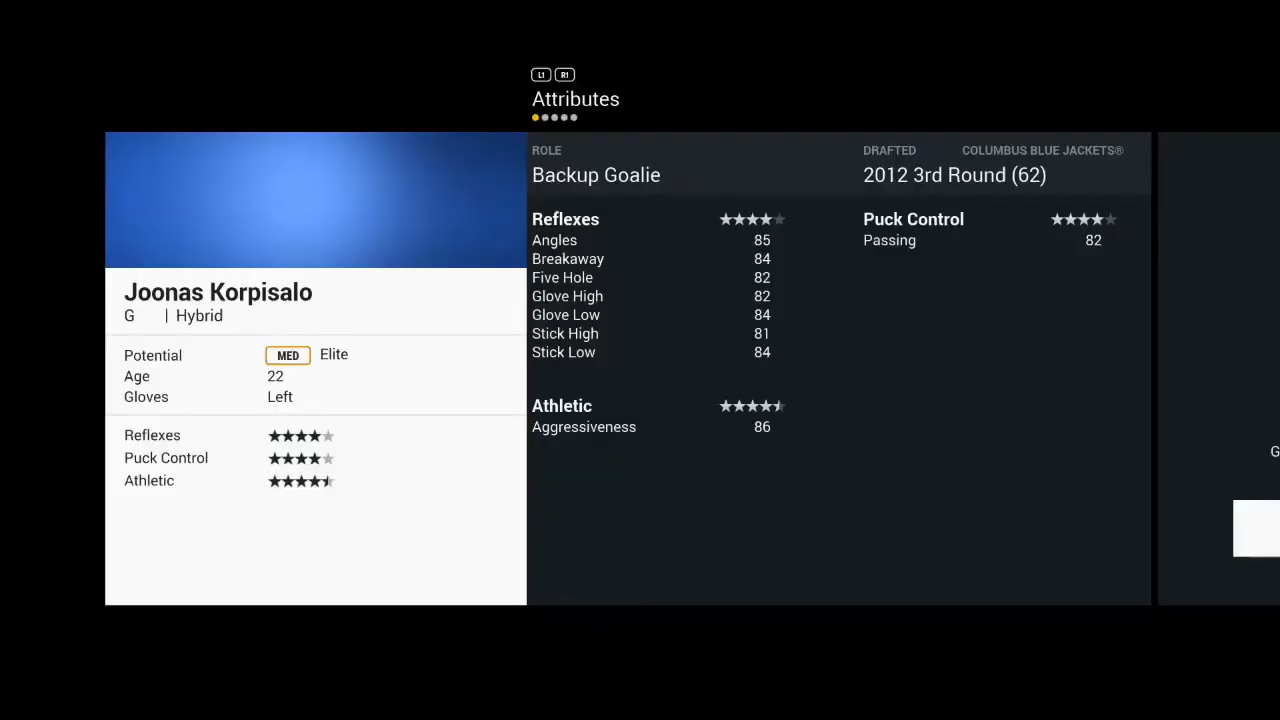 L1 R1
Attributes
ROLE
Backup Goalie
DRAFTED COLUMBUS BLUE JACKETS®
2012 3rd Round (62)
Joonas Korpisalo
G | Hybrid
Potential MED Elite
Age 22
Gloves Left
Reflexes
Puck Control
Athletic
Reflexes
Angles 85
Breakaway 84
Five Hole 82
Glove High 82
Glove Low 84
Stick High 81
Stick Low 84
Athletic
Aggressiveness 86
Puck Control
Passing 82
G